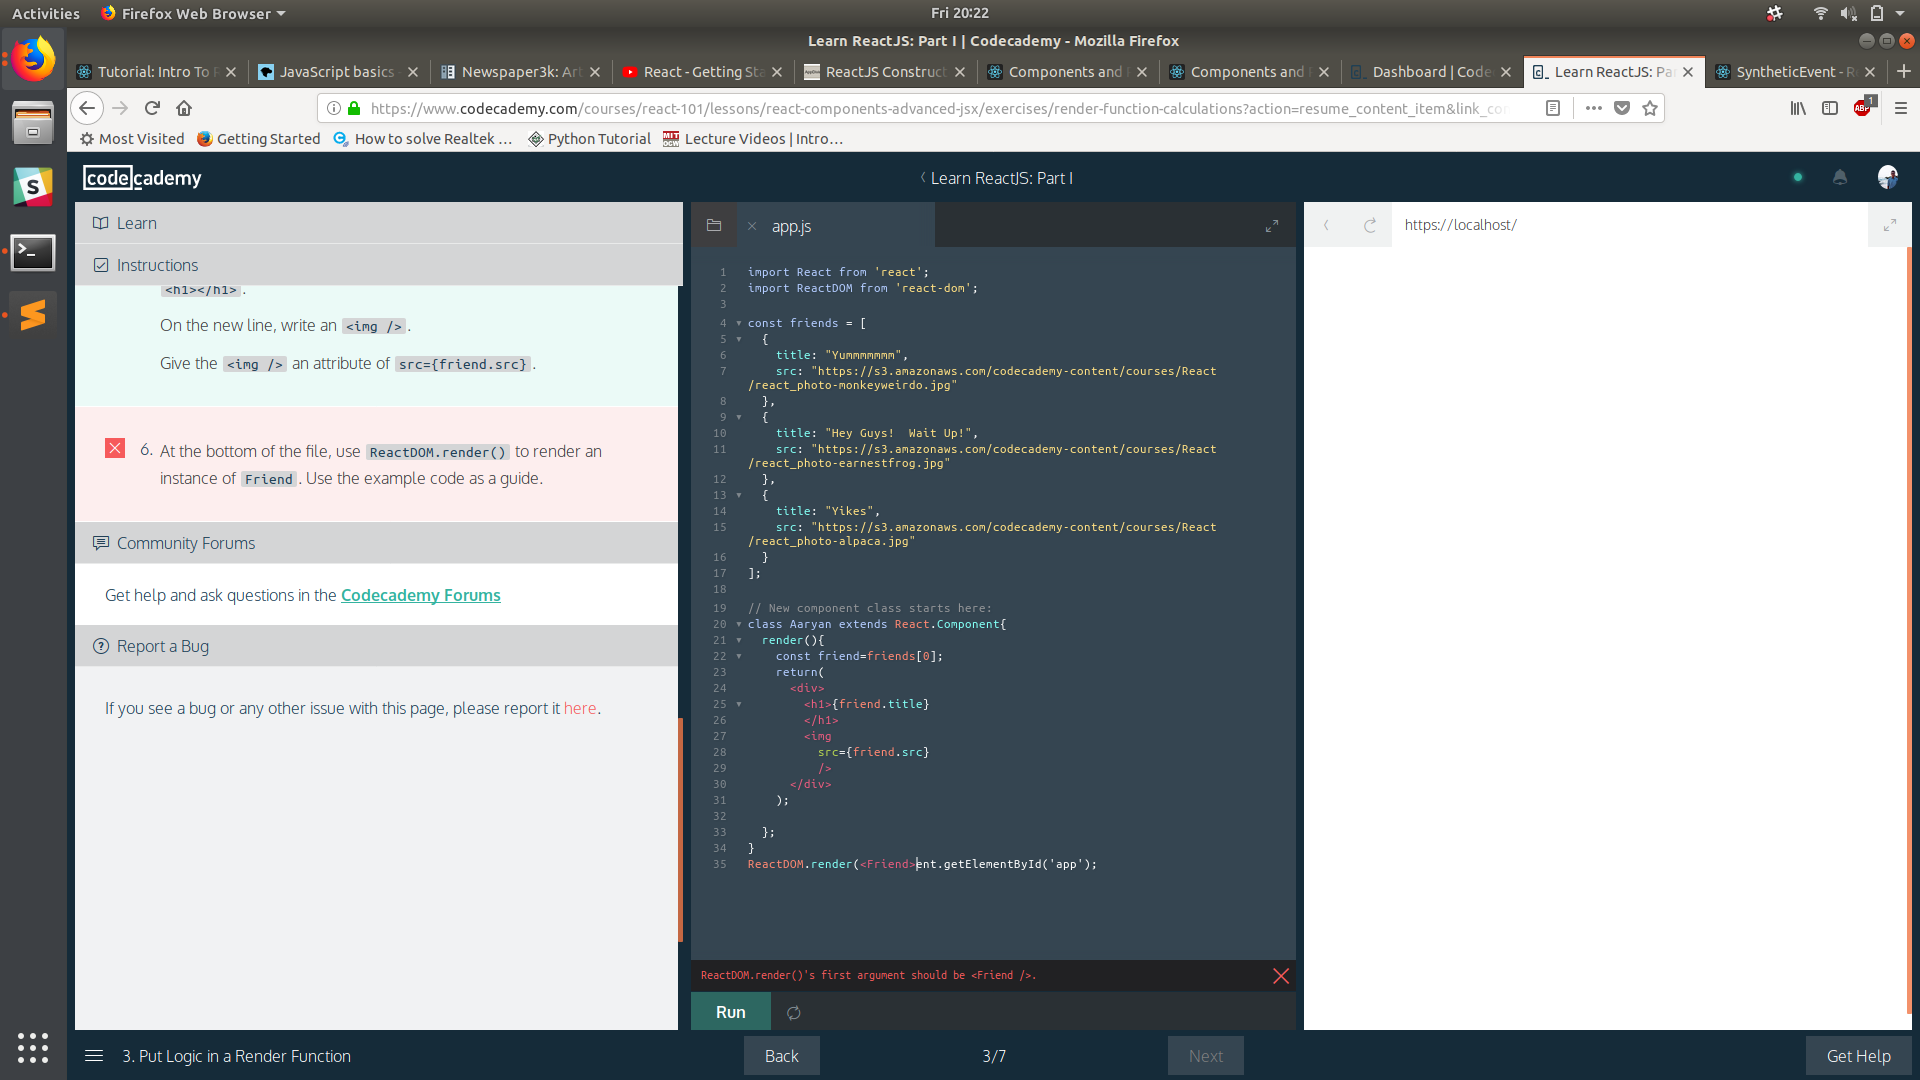 Activities
Firefox Web Browser
Fri 20:22
Learn ReactJS: Part I | Codecademy - Mozilla Firefox
Tutorial: Intro To R
JavaScript basics -
Newspaper3k: Art
React - Getting Sta
ReactJS Construct
Components and P
Components and P
Dashboard | Code
Learn ReactJS: Par
SyntheticEvent - Re
https://www.codecademy.com/courses/react-101/lessons/react-components-advanced-jsx/exercises/render-function-calculations?action=resume_content_item&link_co
ABP
1
Most Visited
Getting Started
How to solve Realtek ...
Python Tutorial
MIT
OCW
Lecture Videos | Intro...
codecademy
Learn ReactJS: Part I
Learn
Instructions
<h1></h1>.
On the new line, write an <img />.
Give the <img /> an attribute of src={friend.src}.
6. At the bottom of the file, use ReactDOM.render() to render an
instance of Friend. Use the example code as a guide.
Community Forums
Get help and ask questions in the Codecademy Forums
Report a Bug
If you see a bug or any other issue with this page, please report it here.
app.js
1 import React from 'react';
2 import ReactDOM from 'react-dom';
3
4 const friends = [
5 {
6 title: "Yummmmmmm",
7 src: "https://s3.amazonaws.com/codecademy-content/courses/React
/react_photo-monkeyweirdo.jpg"
8 },
9 {
10 title: "Hey Guys!  Wait Up!",
11 src: "https://s3.amazonaws.com/codecademy-content/courses/React
/react_photo-earnestfrog.jpg"
12 },
13 {
14 title: "Yikes",
15 src: "https://s3.amazonaws.com/codecademy-content/courses/React
/react_photo-alpaca.jpg"
16 }
17 ];
18
19 // New component class starts here:
20 class Aaryan extends React.Component{
21 render(){
22 const friend=friends[0];
23 return(
24 <div>
25 <h1>{friend.title}
26 </h1>
27 <img
28 src={friend.src}
29 />
30 </div>
31 );
32
33 };
34 }
35 ReactDOM.render(<Friend>ent.getElementById('app');
ReactDOM.render()'s first argument should be <Friend />.
Run
https://localhost/
3. Put Logic in a Render Function
Back
3/7
Next
Get Help